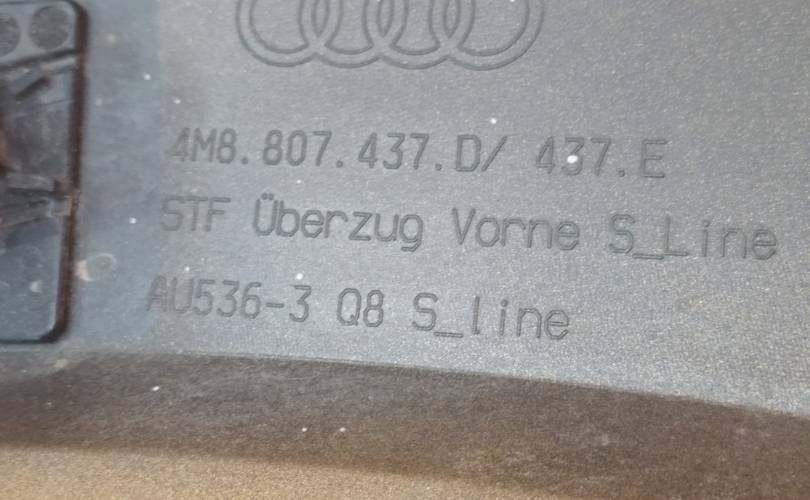 4M8.807.437.D/ 437.E
STF Überzug Vorne S_Line
AU536-3 Q8 S_line